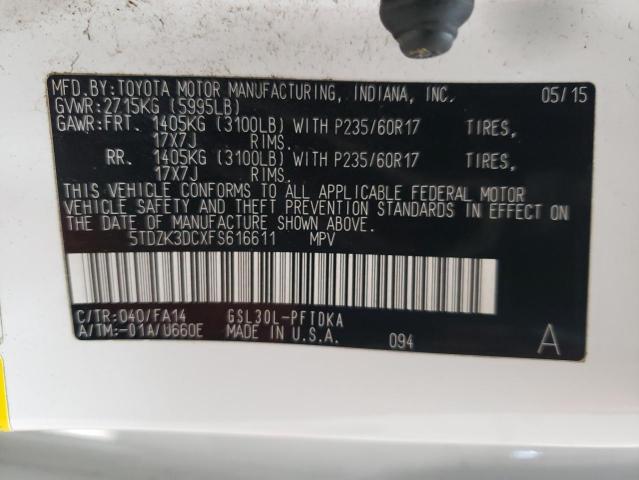 MFD.BY:TOYOTA MOTOR MANUFACTURING, INDIANA, INC. 05/15
GVWR:2715KG (5995LB)
GAWR:FRT. 1405KG (3100LB) WITH P235/60R17 TIRES,
17X7J RIMS.
RR. 1405KG (3100LB) WITH P235/60R17 TIRES,
17X7J RIMS.
THIS VEHICLE CONFORMS TO ALL APPLICABLE FEDERAL MOTOR
VEHICLE SAFETY AND THEFT PREVENTION STANDARDS IN EFFECT ON
THE DATE OF MANUFACTURE SHOWN ABOVE.
5TDZK3DCXFS616611 MPV
C/TR:040/FA14 GSL30L-PFTDKA
A/TM:-01A/U660E MADE IN U.S.A. 094 A